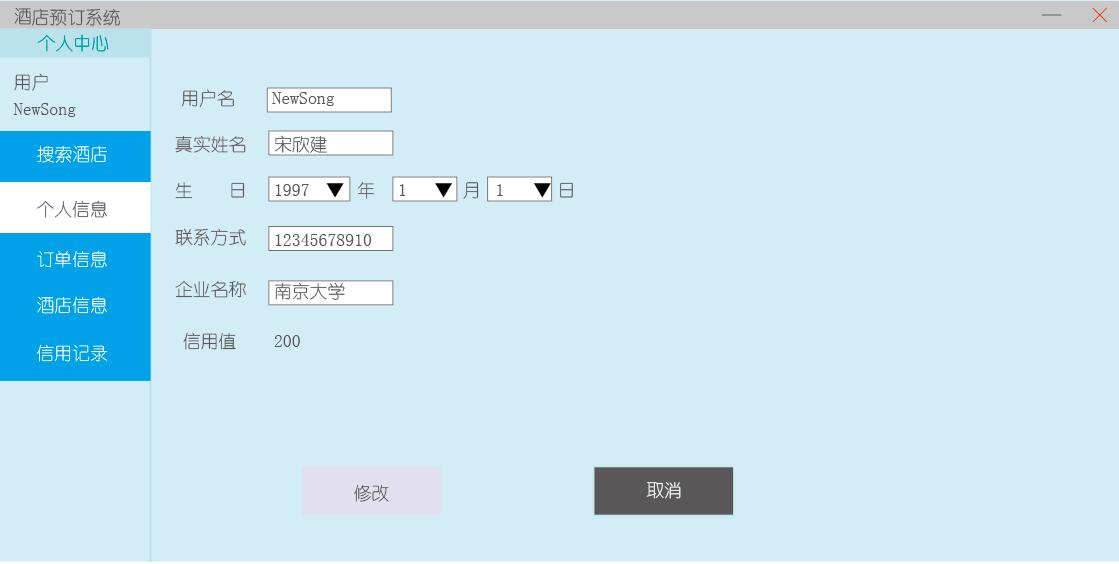 酒店预订系统
个人中心
用户
NewSong
搜索酒店
个人信息
订单信息
酒店信息
信用记录
用户名 NewSong
真实姓名 宋欣建
生 日 1997 年 1 月 1 日
联系方式 12345678910
企业名称 南京大学
信用值 200
修改 取消